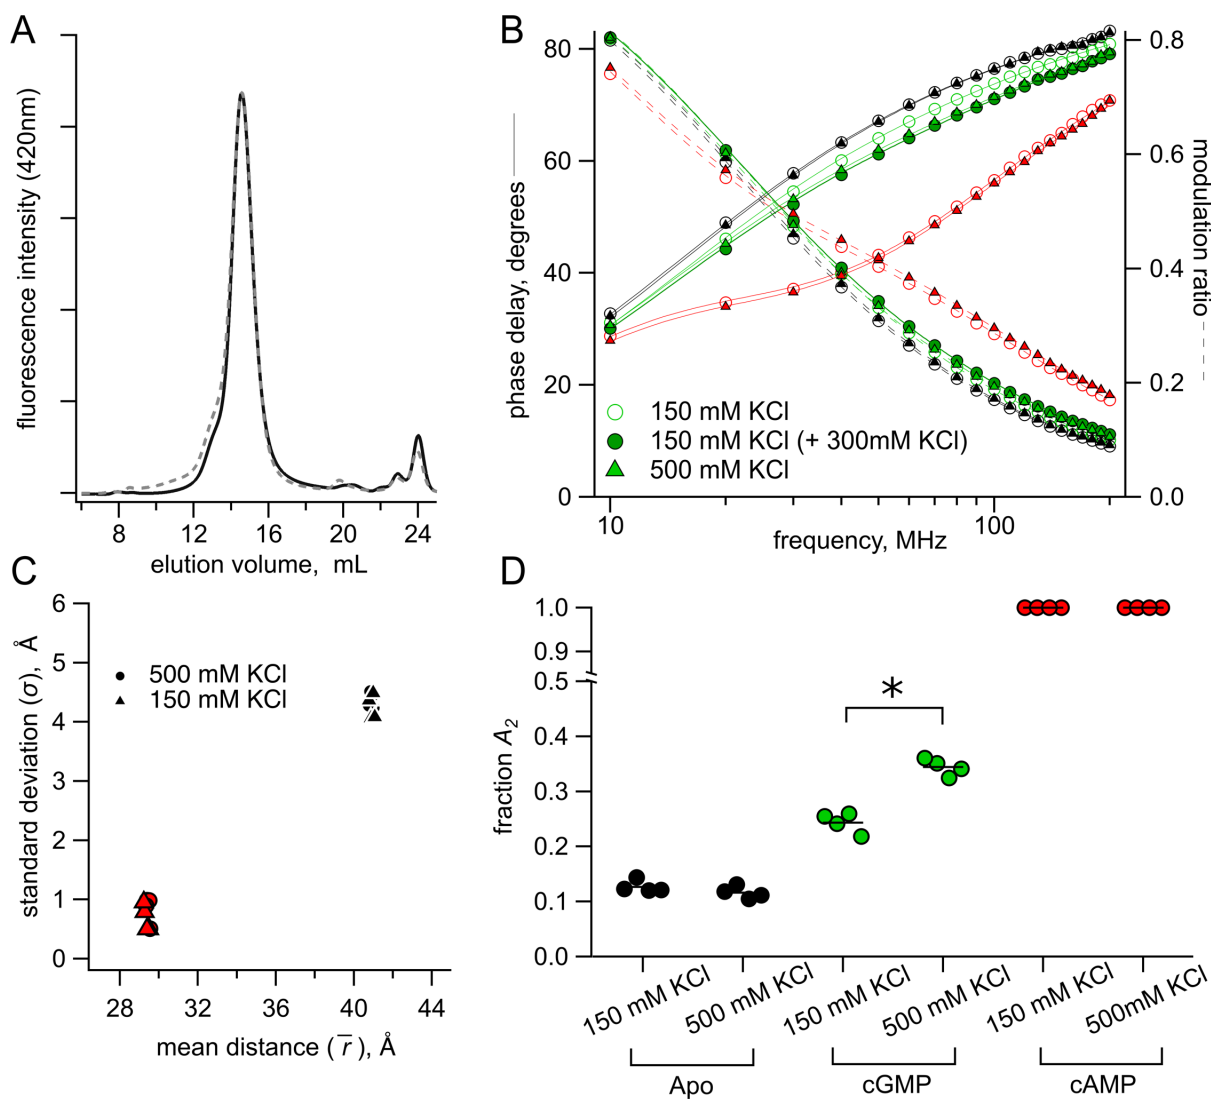 A
fluorescence intensity (420nm)
8
12
16
20
24
elution volume, mL
B
80
60
40
20
0
phase delay, degrees
0.8
0.6
0.4
0.2
0.0
modulation ratio
150 mM KCl
150 mM KCl (+ 300mM KCl)
500 mM KCl
10
100
frequency, MHz
C
6
5
4
3
2
1
0
standard deviation (σ), Å
500 mM KCl
150 mM KCl
28
32
36
40
44
mean distance (r̅), Å
D
1.0
0.9
0.5
0.4
0.3
0.2
0.1
0.0
fraction A₂
*
150 mM KCl
500 mM KCl
150 mM KCl
500 mM KCl
150 mM KCl
500mM KCl
Apo
cGMP
cAMP